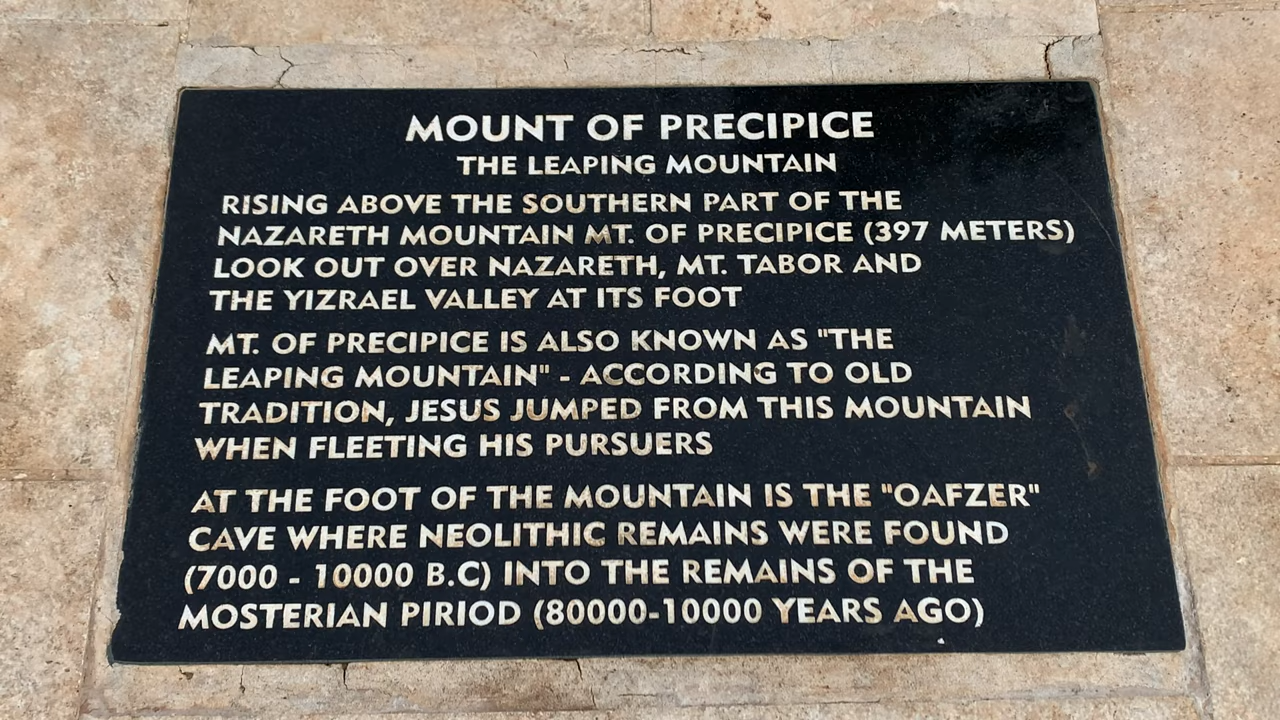 MOUNT OF PRECIPICE
THE LEAPING MOUNTAIN
RISING ABOVE THE SOUTHERN PART OF THE
NAZARETH MOUNTAIN MT. OF PRECIPICE (397 METERS)
LOOK OUT OVER NAZARETH, MT. TABOR AND
THE YIZRAEL VALLEY AT ITS FOOT
MT. OF PRECIPICE IS ALSO KNOWN AS "THE
LEAPING MOUNTAIN" - ACCORDING TO OLD
TRADITION, JESUS JUMPED FROM THIS MOUNTAIN
WHEN FLEETING HIS PURSUERS
AT THE FOOT OF THE MOUNTAIN IS THE "OAFZER"
CAVE WHERE NEOLITHIC REMAINS WERE FOUND
(7000 - 10000 B.C) INTO THE REMAINS OF THE
MOSTERIAN PIRIOD (80000-10000 YEARS AGO)